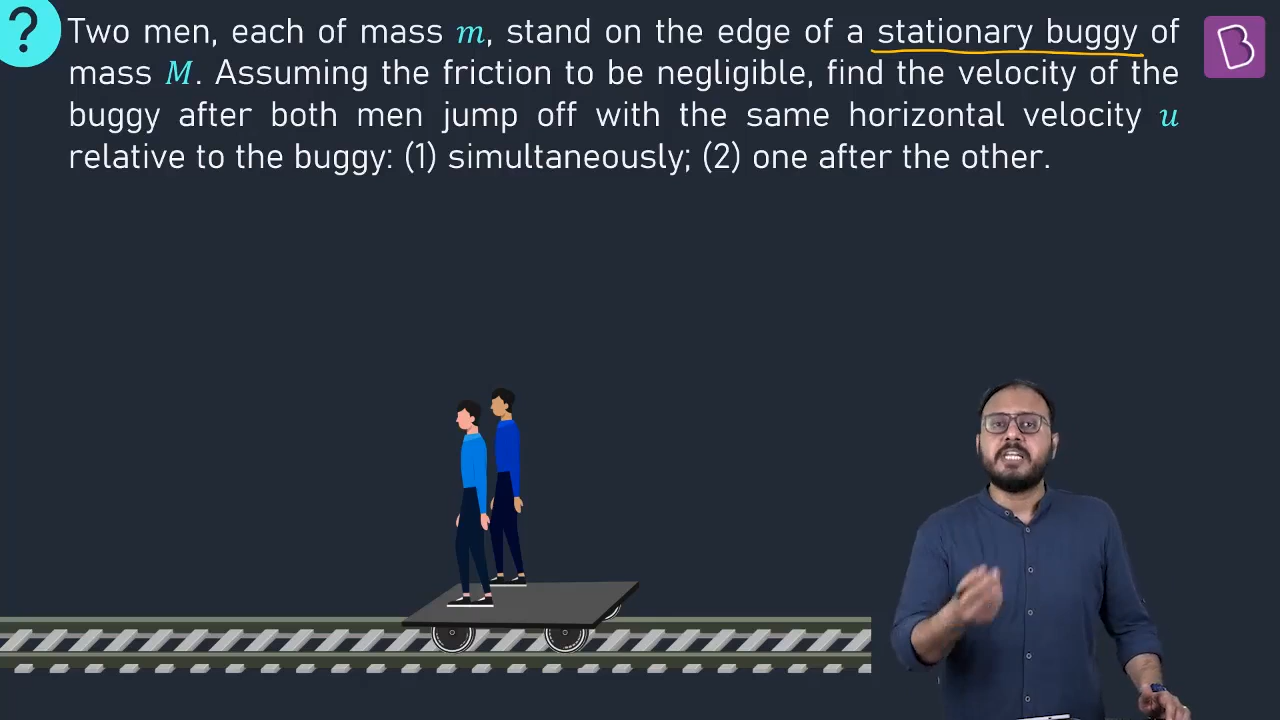 ?
Two men, each of mass m, stand on the edge of a stationary buggy of
mass M. Assuming the friction to be negligible, find the velocity of the
buggy after both men jump off with the same horizontal velocity u
relative to the buggy: (1) simultaneously; (2) one after the other.
B